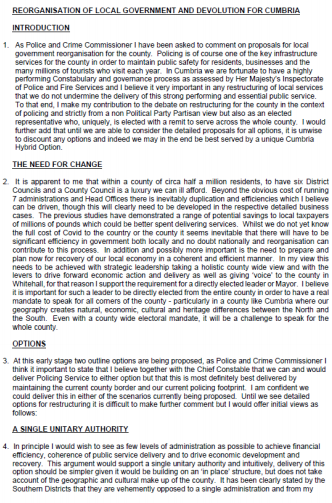 REORGANISATION OF LOCAL GOVERNMENT AND DEVOLUTION FOR CUMBRIA
INTRODUCTION
1. As Police and Crime Commissioner I have been asked to comment on proposals for local
government reorganisation for the county. Policing is of course one of the key infrastructure
services for the county in order to maintain public safety for residents, businesses and the
many millions of tourists who visit each year. In Cumbria we are fortunate to have a highly
performing Constabulary and governance process as assessed by Her Majesty's Inspectorate
of Police and Fire Services and I believe it very important in any restructuring of local services
that we do not undermine the delivery of this strong performing and essential public service.
To that end, I make my contribution to the debate on restructuring for the county in the context
of policing and strictly from a non Political Party Partisan view but also as an elected
representative who, uniquely, is elected with a remit to serve across the whole county. I would
further add that until we are able to consider the detailed proposals for all options, it is unwise
to discount any options and indeed we may in the end be best served by a unique Cumbria
Hybrid Option.
THE NEED FOR CHANGE
2. It is apparent to me that within a county of circa half a million residents, to have six District
Councils and a County Council is a luxury we can ill afford. Beyond the obvious cost of running
7 administrations and Head Offices there is inevitably duplication and efficiencies which I believe
can be driven, though this will clearly need to be developed in the respective detailed business
cases. The previous studies have demonstrated a range of potential savings to local taxpayers
of millions of pounds which could be better spent delivering services. Whilst we do not yet know
the full cost of Covid to the country or the county it seems inevitable that there will have to be
significant efficiency in government both locally and no doubt nationally and reorganisation can
contribute to this process. In addition and possibly more important is the need to prepare and
plan now for recovery of our local economy in a coherent and efficient manner. In my view this
needs to be achieved with strategic leadership taking a holistic county wide view and with the
levers to drive forward economic action and delivery as well as giving 'voice' to the county in
Whitehall, for that reason I support the requirement for a directly elected leader or Mayor. I believe
it is important for such a leader to be directly elected from the entire county in order to have a real
mandate to speak for all corners of the county - particularly in a county like Cumbria where our
geography creates natural, economic, cultural and heritage differences between the North and
the South. Even with a county wide electoral mandate, it will be a challenge to speak for the
whole county.
OPTIONS
3. At this early stage two outline options are being proposed, as Police and Crime Commissioner I
think it important to state that I believe together with the Chief Constable that we can and would
deliver Policing Service to either option but that this is most definitely best delivered by
maintaining the current county border and our current policing footprint. I am confident we
could deliver this in either of the scenarios currently being proposed. Until we see detailed
options for restructuring it is difficult to make further comment but I would offer initial views as
follows:
A SINGLE UNITARY AUTHORITY
4. In principle I would wish to see as few levels of administration as possible to achieve financial
efficiency, coherence of public service delivery and to drive economic development and
recovery. This argument would support a single unitary authority and intuitively, delivery of this
option should be simpler given it would be building on an 'in place' structure, but does not take
account of the geographic and cultural make up of the county. It has been clearly stated by the
Southern Districts that they are vehemently opposed to a single administration and from my